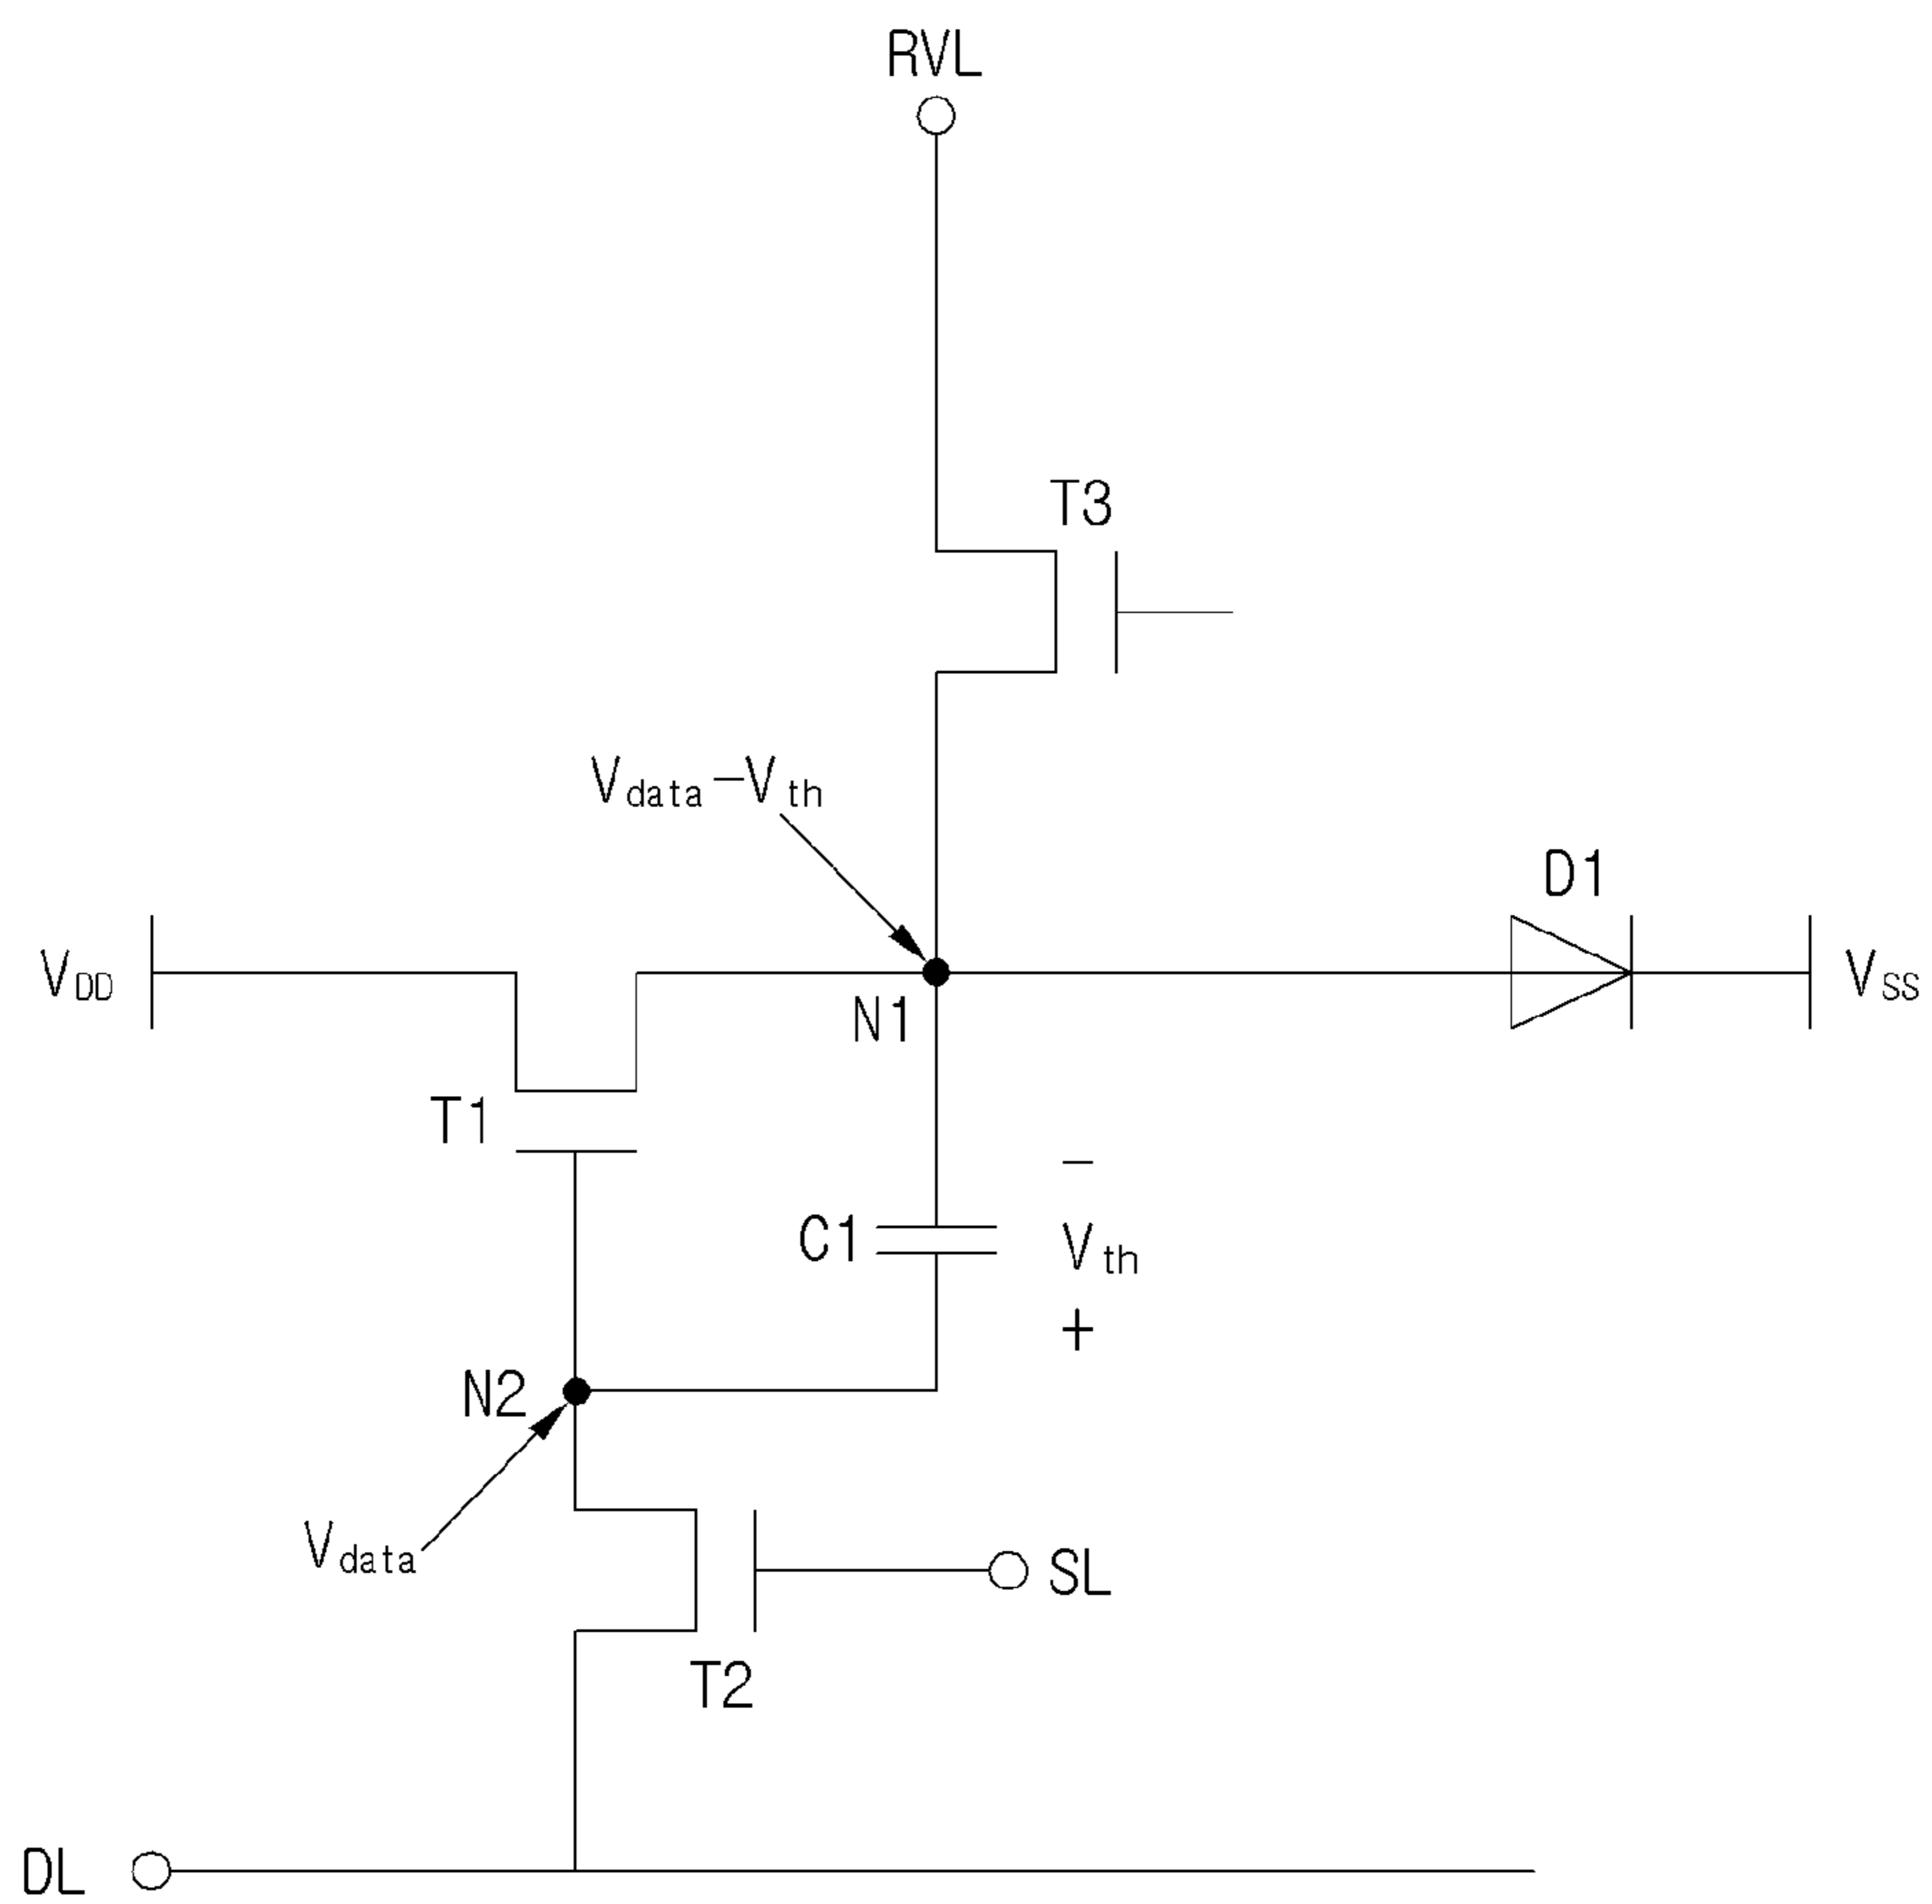 RVL
T3
Vdata-Vth
D1
VDD
VSS
N1
T1
-
C1
Vth
+
N2
Vdata
SL
T2
DL